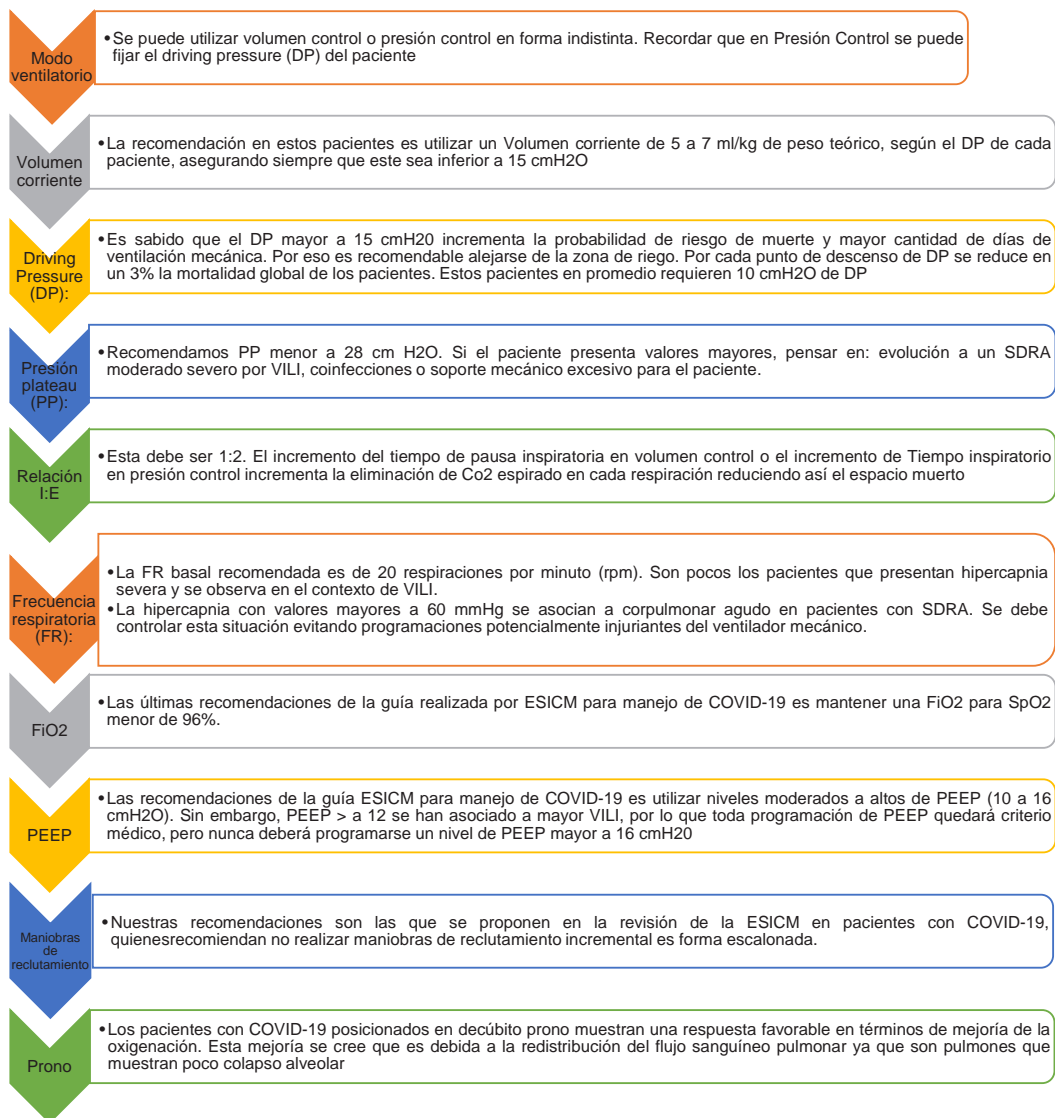 Modo
ventilatorio
•Se puede utilizar volumen control o presión control en forma indistinta. Recordar que en Presión Control se puede
fijar el driving pressure (DP) del paciente
Volumen
corriente
•La recomendación en estos pacientes es utilizar un Volumen corriente de 5 a 7 ml/kg de peso teórico, según el DP de cada
paciente, asegurando siempre que este sea inferior a 15 cmH2O
Driving
Pressure
(DP):
•Es sabido que el DP mayor a 15 cmH20 incrementa la probabilidad de riesgo de muerte y mayor cantidad de días de
ventilación mecánica. Por eso es recomendable alejarse de la zona de riego. Por cada punto de descenso de DP se reduce en
un 3% la mortalidad global de los pacientes. Estos pacientes en promedio requieren 10 cmH2O de DP
Presión
plateau
(PP):
•Recomendamos PP menor a 28 cm H2O. Si el paciente presenta valores mayores, pensar en: evolución a un SDRA
moderado severo por VILI, coinfecciones o soporte mecánico excesivo para el paciente.
Relación
I:E
•Esta debe ser 1:2. El incremento del tiempo de pausa inspiratoria en volumen control o el incremento de Tiempo inspiratorio
en presión control incrementa la eliminación de Co2 espirado en cada respiración reduciendo así el espacio muerto
Frecuencia
respiratoria
(FR):
•La FR basal recomendada es de 20 respiraciones por minuto (rpm). Son pocos los pacientes que presentan hipercapnia
severa y se observa en el contexto de VILI.
•La hipercapnia con valores mayores a 60 mmHg se asocian a corpulmonar agudo en pacientes con SDRA. Se debe
controlar esta situación evitando programaciones potencialmente injuriantes del ventilador mecánico.
FiO2
•Las últimas recomendaciones de la guía realizada por ESICM para manejo de COVID-19 es mantener una FiO2 para SpO2
menor de 96%.
PEEP
•Las recomendaciones de la guía ESICM para manejo de COVID-19 es utilizar niveles moderados a altos de PEEP (10 a 16
cmH2O). Sin embargo, PEEP > a 12 se han asociado a mayor VILI, por lo que toda programación de PEEP quedará criterio
médico, pero nunca deberá programarse un nivel de PEEP mayor a 16 cmH20
Maniobras
de
reclutamiento
•Nuestras recomendaciones son las que se proponen en la revisión de la ESICM en pacientes con COVID-19,
quienesrecomiendan no realizar maniobras de reclutamiento incremental es forma escalonada.
Prono
•Los pacientes con COVID-19 posicionados en decúbito prono muestran una respuesta favorable en términos de mejoría de la
oxigenación. Esta mejoría se cree que es debida a la redistribución del flujo sanguíneo pulmonar ya que son pulmones que
muestran poco colapso alveolar